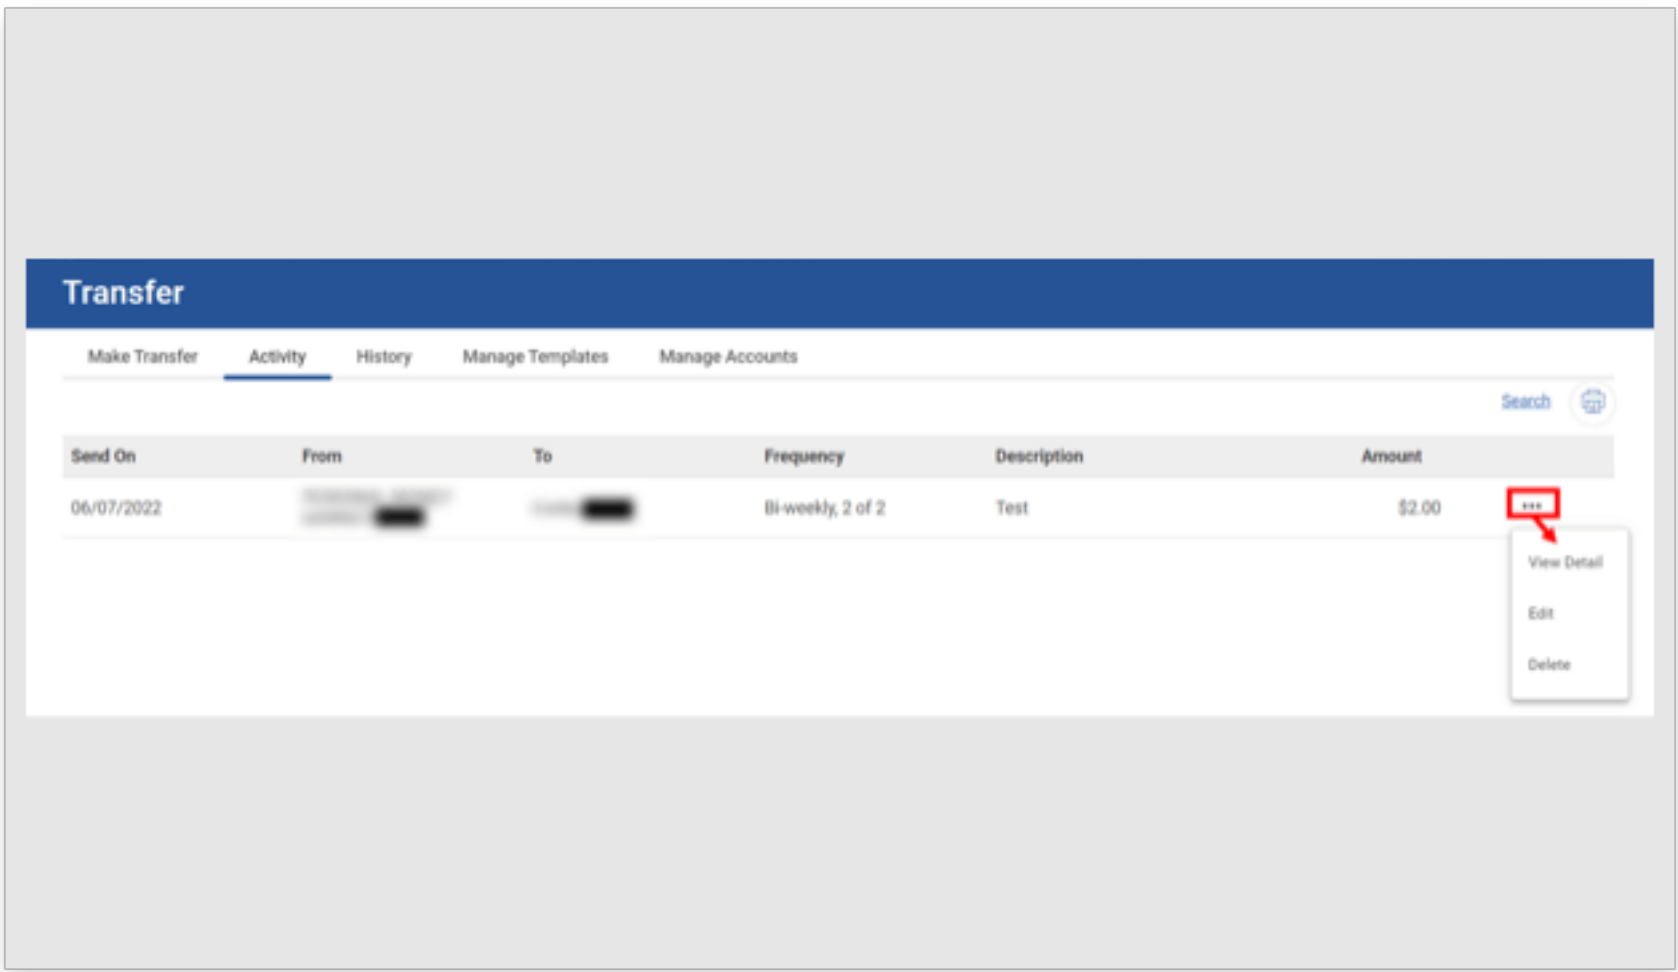 Transfer
Make Transfer Activity History Manage Templates Manage Accounts
Search
Send On From To Frequency Description Amount
06/07/2022 Bi-weekly, 2 of 2 Test $2.00 •••
View Detail
Edit
Delete